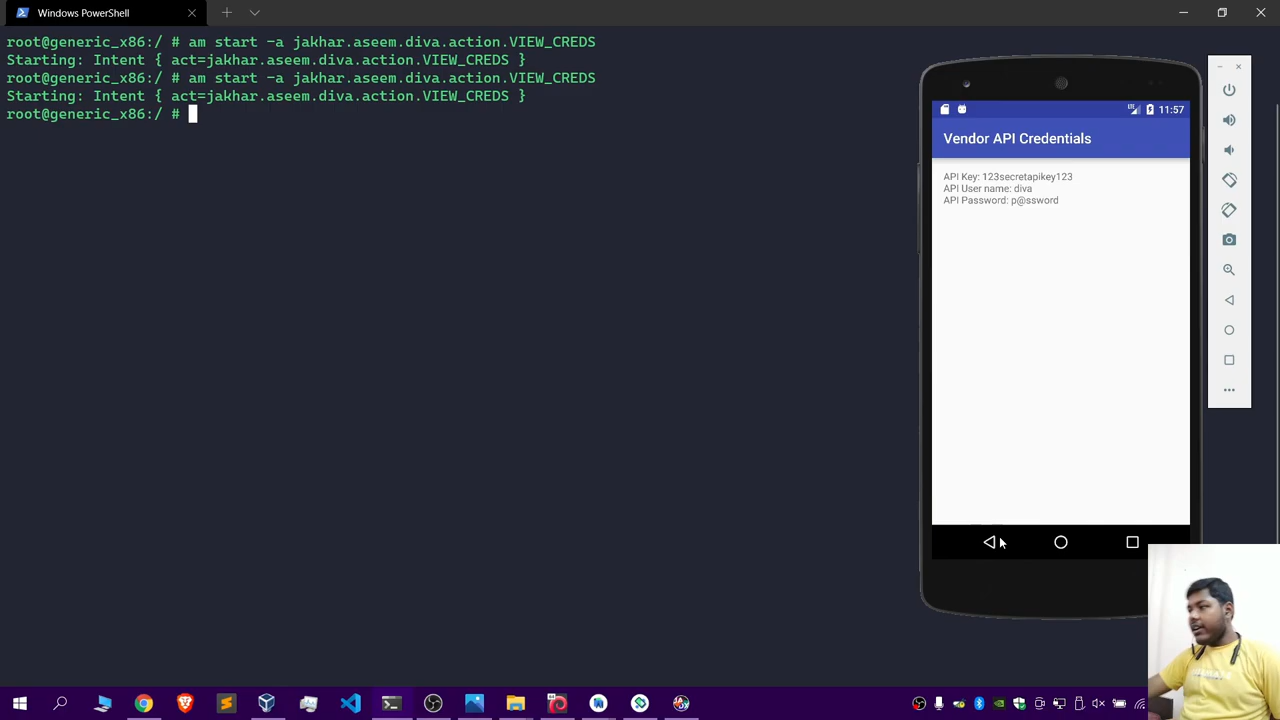 Windows PowerShell
root@generic_x86:/ # am start -a jakhar.aseem.diva.action.VIEW_CREDS
Starting: Intent { act=jakhar.aseem.diva.action.VIEW_CREDS }
root@generic_x86:/ # am start -a jakhar.aseem.diva.action.VIEW_CREDS
Starting: Intent { act=jakhar.aseem.diva.action.VIEW_CREDS }
root@generic_x86:/ #
11:57
Vendor API Credentials
API Key: 123secretapikey123
API User name: diva
API Password: p@ssword